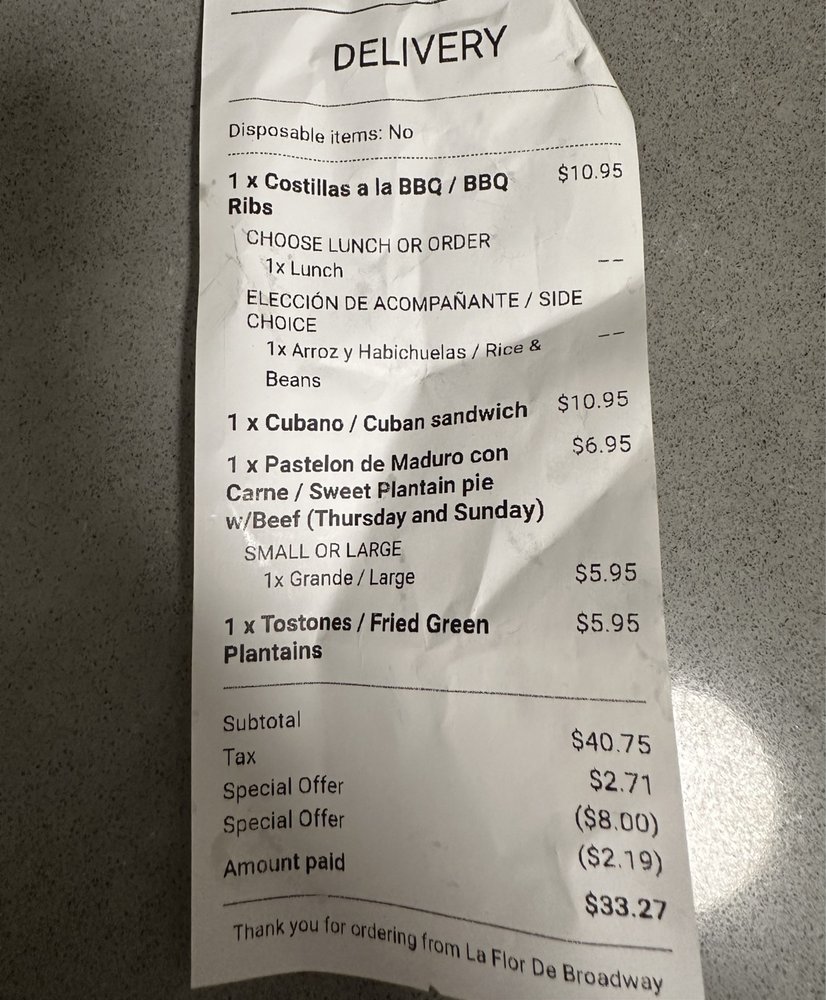 DELIVERY
Disposable items: No
1 x Costillas a la BBQ / BBQ $10.95
Ribs
CHOOSE LUNCH OR ORDER
1x Lunch --
ELECCIÓN DE ACOMPAÑANTE / SIDE
CHOICE
1x Arroz y Habichuelas / Rice & --
Beans
1 x Cubano / Cuban sandwich $10.95
1 x Pastelon de Maduro con $6.95
Carne / Sweet Plantain pie
w/Beef (Thursday and Sunday)
SMALL OR LARGE
1x Grande / Large $5.95
1 x Tostones / Fried Green $5.95
Plantains
Subtotal $40.75
Tax $2.71
Special Offer ($8.00)
Special Offer ($2.19)
Amount paid $33.27
Thank you for ordering from La Flor De Broadway